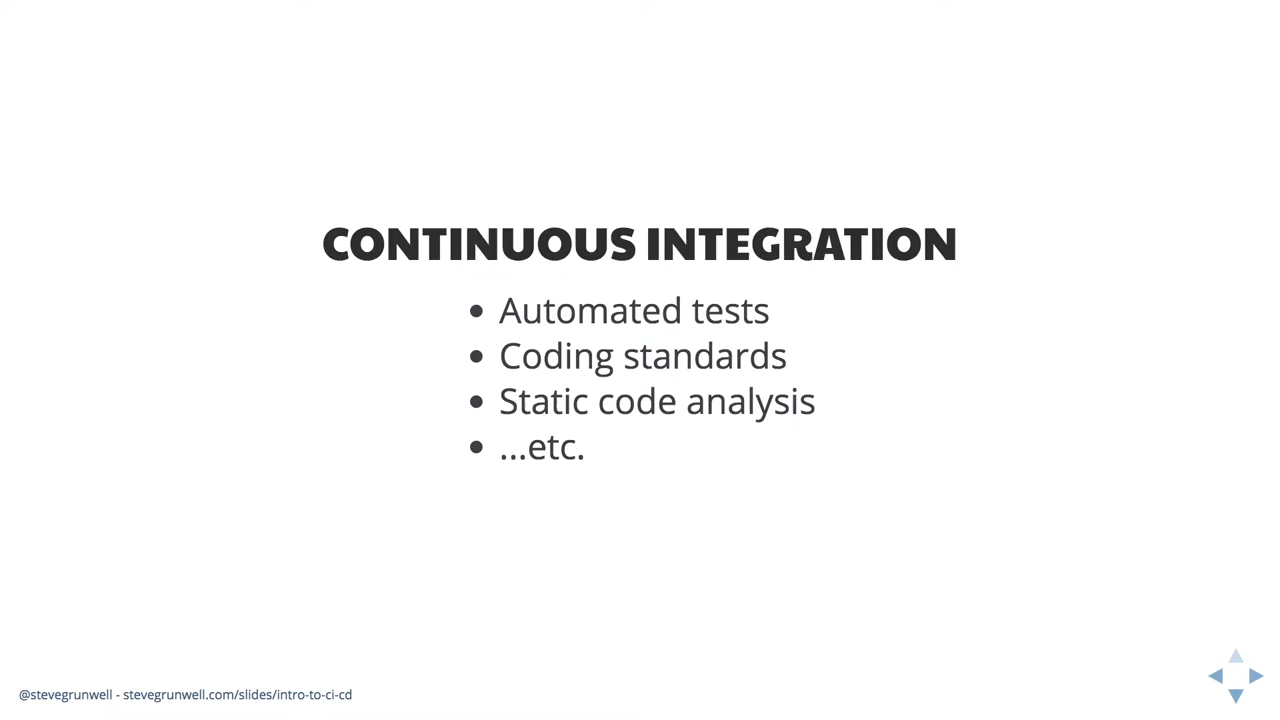 CONTINUOUS INTEGRATION
• Automated tests
• Coding standards
• Static code analysis
• ...etc.
@stevegrunwell - stevegrunwell.com/slides/intro-to-ci-cd